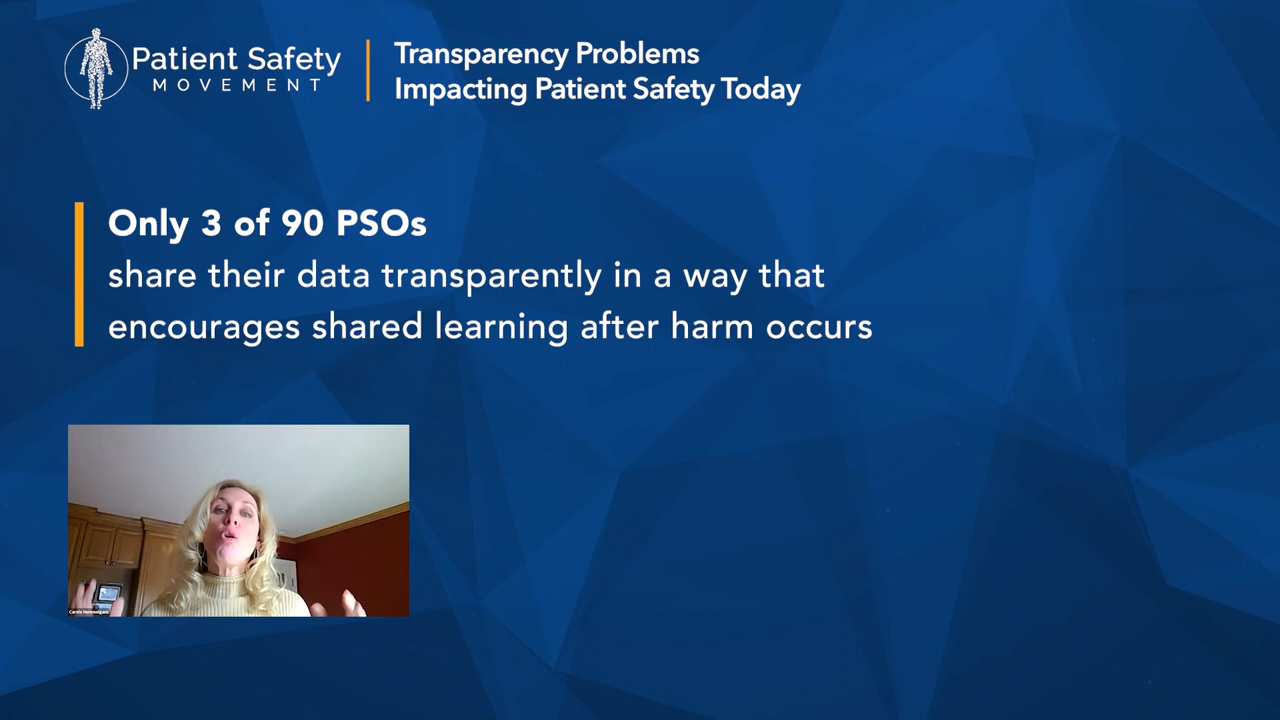 Patient Safety
MOVEMENT
Transparency Problems
Impacting Patient Safety Today
Only 3 of 90 PSOs
share their data transparently in a way that
encourages shared learning after harm occurs